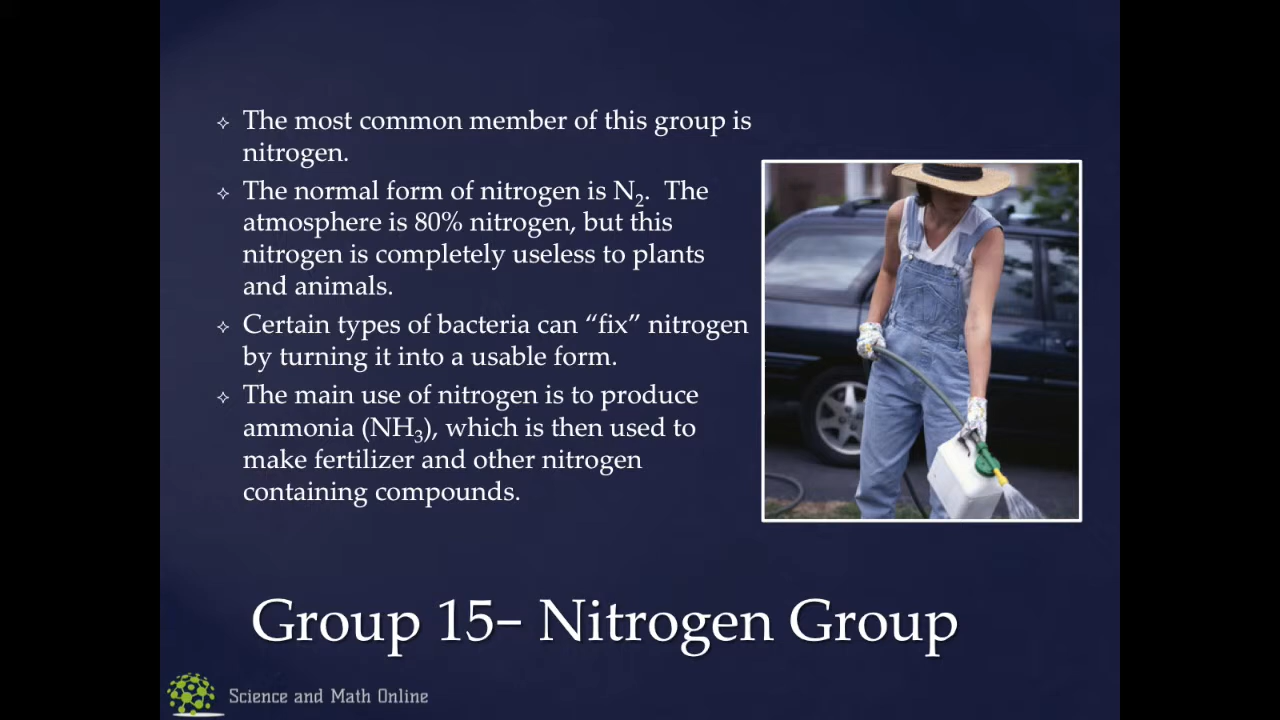 The most common member of this group is
nitrogen.
The normal form of nitrogen is N₂. The
atmosphere is 80% nitrogen, but this
nitrogen is completely useless to plants
and animals.
Certain types of bacteria can “fix” nitrogen
by turning it into a usable form.
The main use of nitrogen is to produce
ammonia (NH₃), which is then used to
make fertilizer and other nitrogen
containing compounds.
Group 15– Nitrogen Group
Science and Math Online